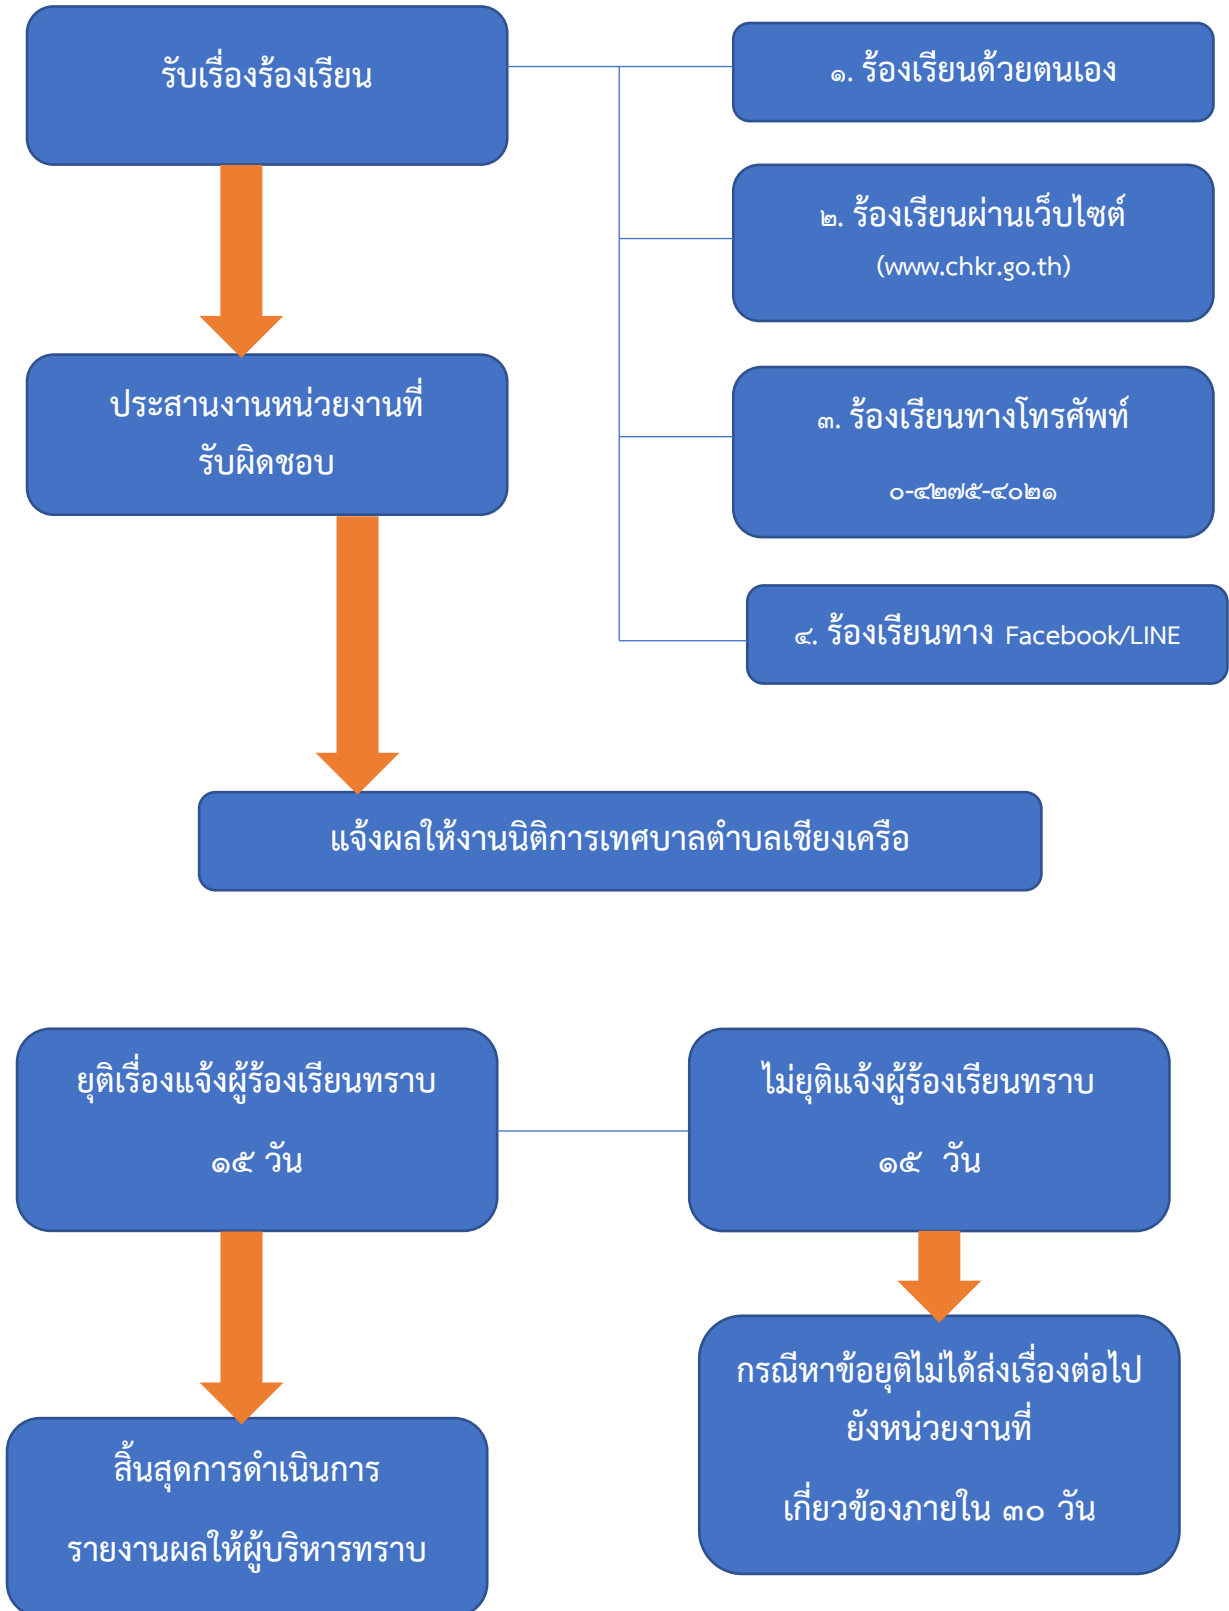 รับเรื่องร้องเรียน
๑. ร้องเรียนด้วยตนเอง
๒. ร้องเรียนผ่านเว็บไซต์
(www.chkr.go.th)
ประสานงานหน่วยงานที่
รับผิดชอบ
๓. ร้องเรียนทางโทรศัพท์
๐-๔๒๗๕-๔๐๒๑
๔. ร้องเรียนทาง Facebook/LINE
แจ้งผลให้งานนิติการเทศบาลตำบลเชียงเครือ
ยุติเรื่องแจ้งผู้ร้องเรียนทราบ
๑๕ วัน
ไม่ยุติแจ้งผู้ร้องเรียนทราบ
๑๕ วัน
กรณีหาข้อยุติไม่ได้ส่งเรื่องต่อไป
ยังหน่วยงานที่
เกี่ยวข้องภายใน ๓๐ วัน
สิ้นสุดการดำเนินการ
รายงานผลให้ผู้บริหารทราบ